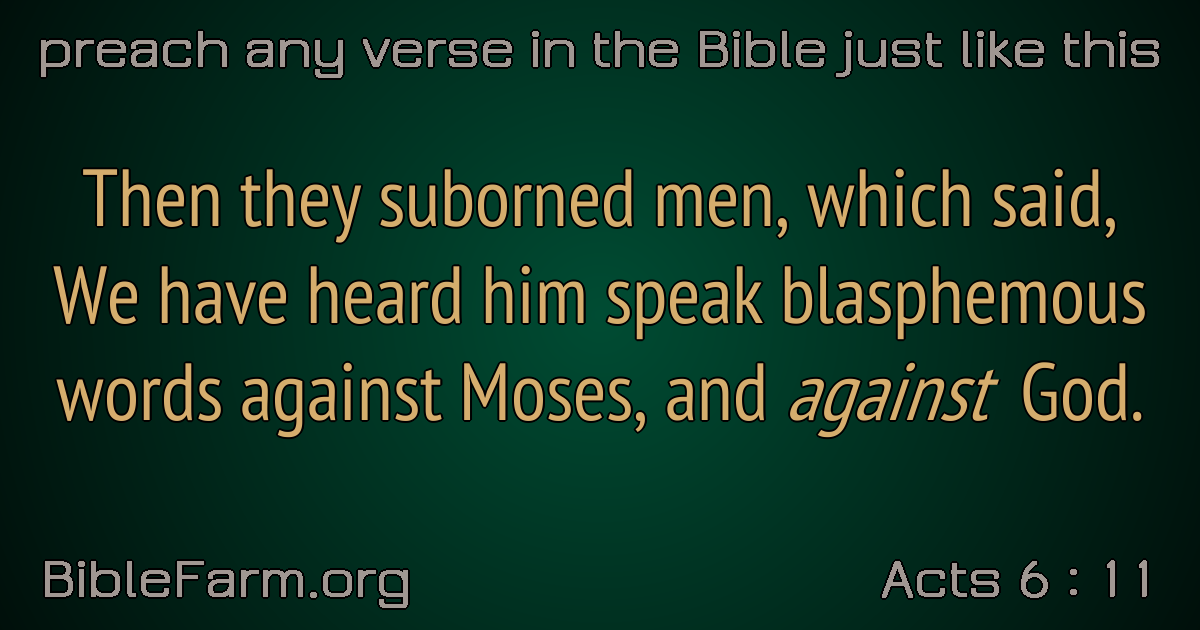 preach any verse in the Bible just like this
Then they suborned men, which said,
We have heard him speak blasphemous
words against Moses, and against God.
BibleFarm.org
Acts 6 : 11